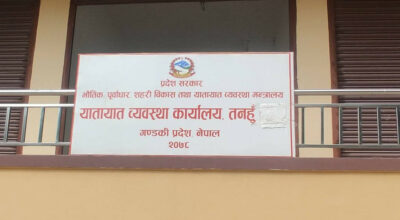 प्रदेश सरकार
भौतिक, पूर्वाधार, शहरी विकास तथा यातायात व्यवस्था मन्त्रालय
यातायात व्यवस्था कार्यालय, तनहुँ
गण्डकी प्रदेश, नेपाल
२०७८